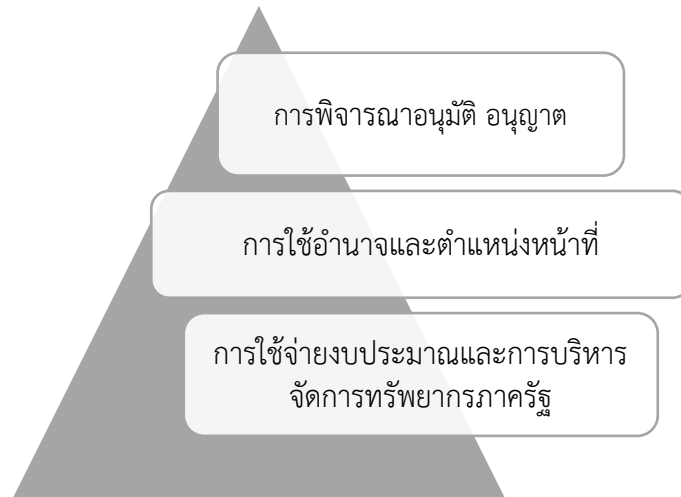 การพิจารณาอนุมัติ อนุญาต
การใช้อำนาจและตำแหน่งหน้าที่
การใช้จ่ายงบประมาณและการบริหาร
จัดการทรัพยากรภาครัฐ